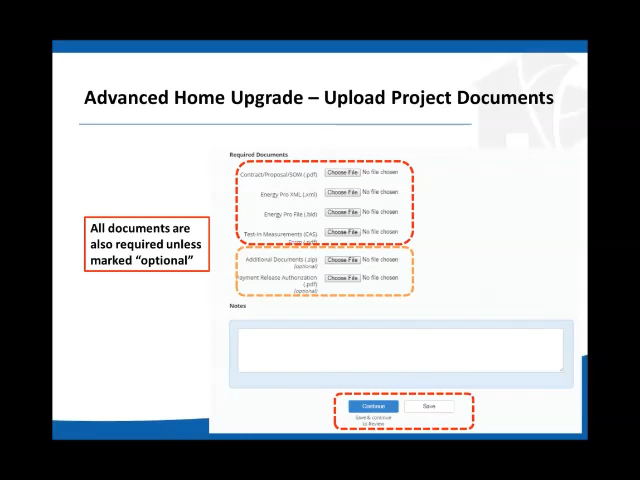 Advanced Home Upgrade – Upload Project Documents
Required Documents
Contract/Proposal/SOW (.pdf) Choose File No file chosen
Energy Pro XML (.xml) Choose File No file chosen
Energy Pro File (.bld) Choose File No file chosen
Test-in Measurements (CAS Choose File No file chosen
Form (.pdf)
All documents are
also required unless
marked “optional”
Additional Documents (.zip) Choose File No file chosen
(optional)
Payment Release Authorization Choose File No file chosen
(.pdf)
(optional)
Notes
Continue Save
Save & continue
to Review